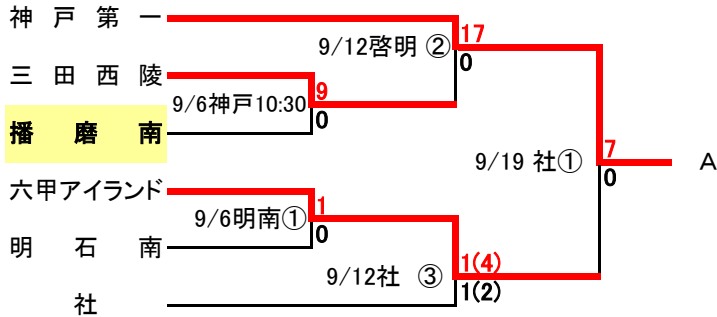 神戸第一
17
9/12啓明 ②
0
三田西陵
9
9/6神戸10:30
0
播磨南
7
9/19 社①
A
0
六甲アイランド
1
9/6明南①
0
明石南
1(4)
9/12社 ③
1(2)
社